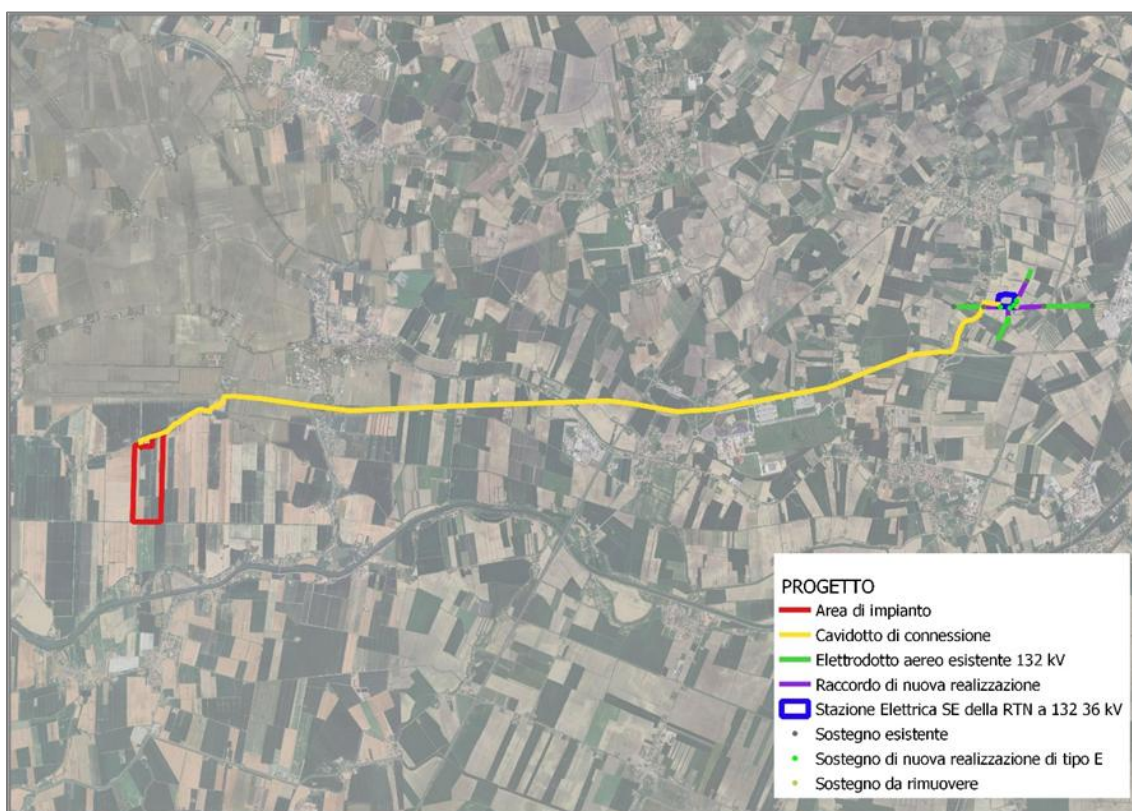 PROGETTO
Area di impianto
Cavidotto di connessione
Elettrodotto aereo esistente 132 kV
Raccordo di nuova realizzazione
Stazione Elettrica SE della RTN a 132 36 kV
Sostegno esistente
Sostegno di nuova realizzazione di tipo E
Sostegno da rimuovere